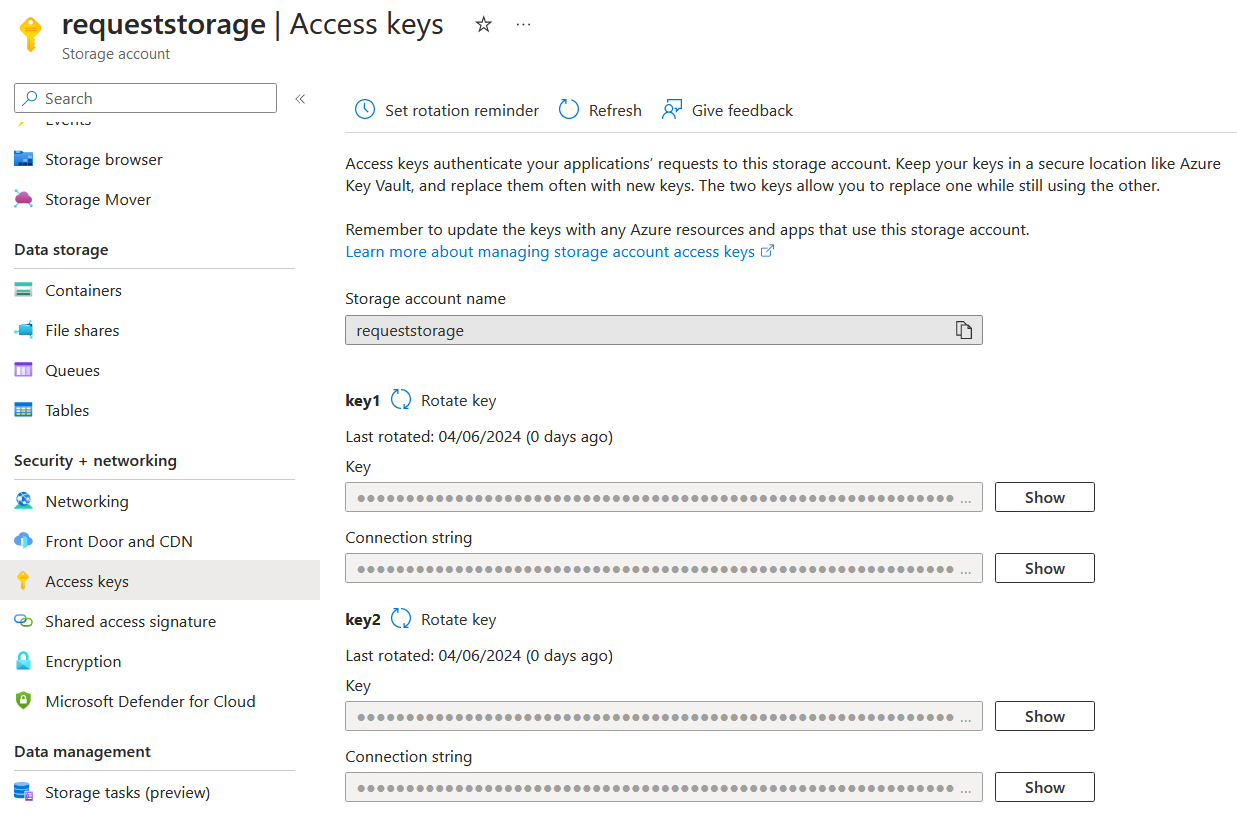 requeststorage | Access keys
Storage account
Search
Events
Storage browser
Storage Mover
Data storage
Containers
File shares
Queues
Tables
Security + networking
Networking
Front Door and CDN
Access keys
Shared access signature
Encryption
Microsoft Defender for Cloud
Data management
Storage tasks (preview)
Set rotation reminder
Refresh
Give feedback
Access keys authenticate your applications’ requests to this storage account. Keep your keys in a secure location like Azure
Key Vault, and replace them often with new keys. The two keys allow you to replace one while still using the other.
Remember to update the keys with any Azure resources and apps that use this storage account.
Learn more about managing storage account access keys
Storage account name
requeststorage
key1 Rotate key
Last rotated: 04/06/2024 (0 days ago)
Key
Show
Connection string
Show
key2 Rotate key
Last rotated: 04/06/2024 (0 days ago)
Key
Show
Connection string
Show